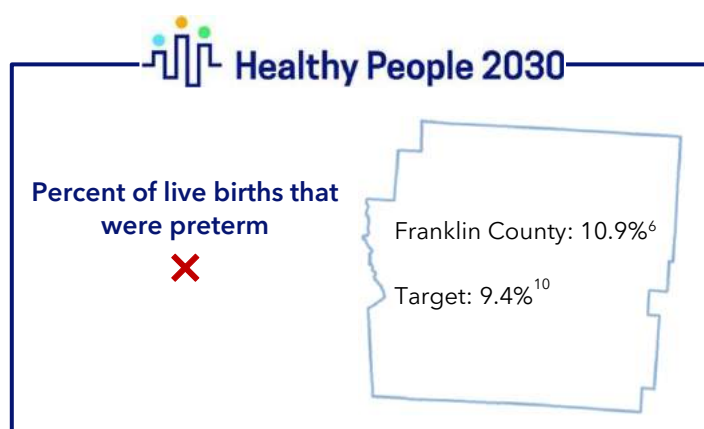 Healthy People 2030
Percent of live births that
were preterm
Franklin County: 10.9%⁶
Target: 9.4%¹⁰